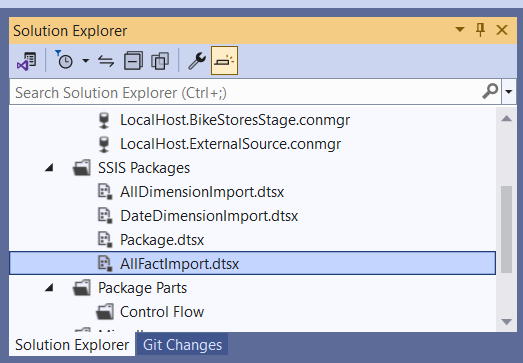 Solution Explorer
Search Solution Explorer (Ctrl+;)
LocalHost.BikeStoresStage.conmgr
LocalHost.ExternalSource.conmgr
SSIS Packages
AllDimensionImport.dtsx
DateDimensionImport.dtsx
Package.dtsx
AllFactImport.dtsx
Package Parts
Control Flow
Solution Explorer Git Changes